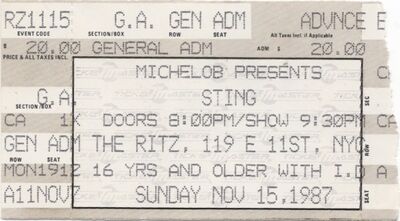 RZ1115 G.A. GEN ADM ADVNCE E
EVENT CODE SECTION/BOX ROW SEAT ADMISSION All Taxes Incl. If Applicable
$ 20.00 GENERAL ADM $ 20.00
PRICE & ALL TAXES INCL.
MICHELOB PRESENTS CA
G.A. STING
SECTION/BOX
CA 1X DOORS 8:00PM/SHOW 9:30PM CA
GEN ADM THE RITZ, 119 E 11ST, NYC
ROW SEAT
MON1912 16 YRS AND OLDER WITH I.D A
A11NOV7 SUNDAY NOV 15,1987